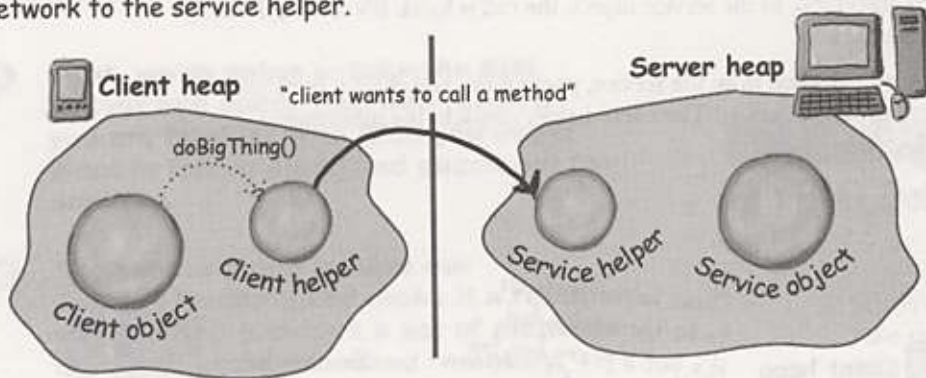 etwork to the service helper.
Client heap
Server heap
"client wants to call a method"
doBigThing()
Client object
Client helper
Service helper
Service object